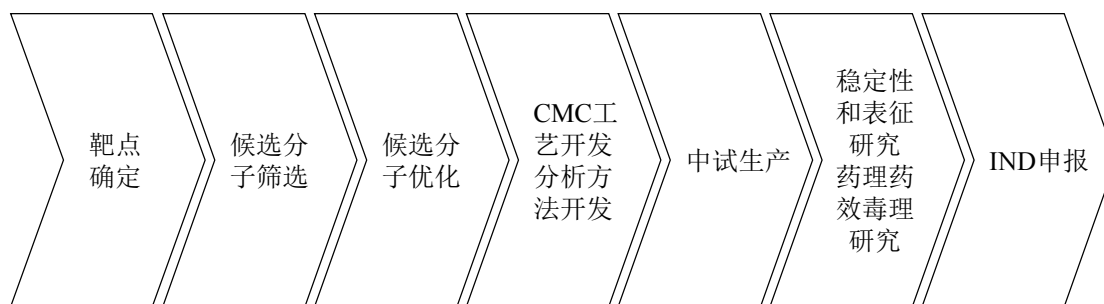 靶点
确定
候选分
子筛选
候选分
子优化
CMC工
艺开发
分析方
法开发
中试生产
稳定性
和表征
研究
药理药
效毒理
研究
IND申报